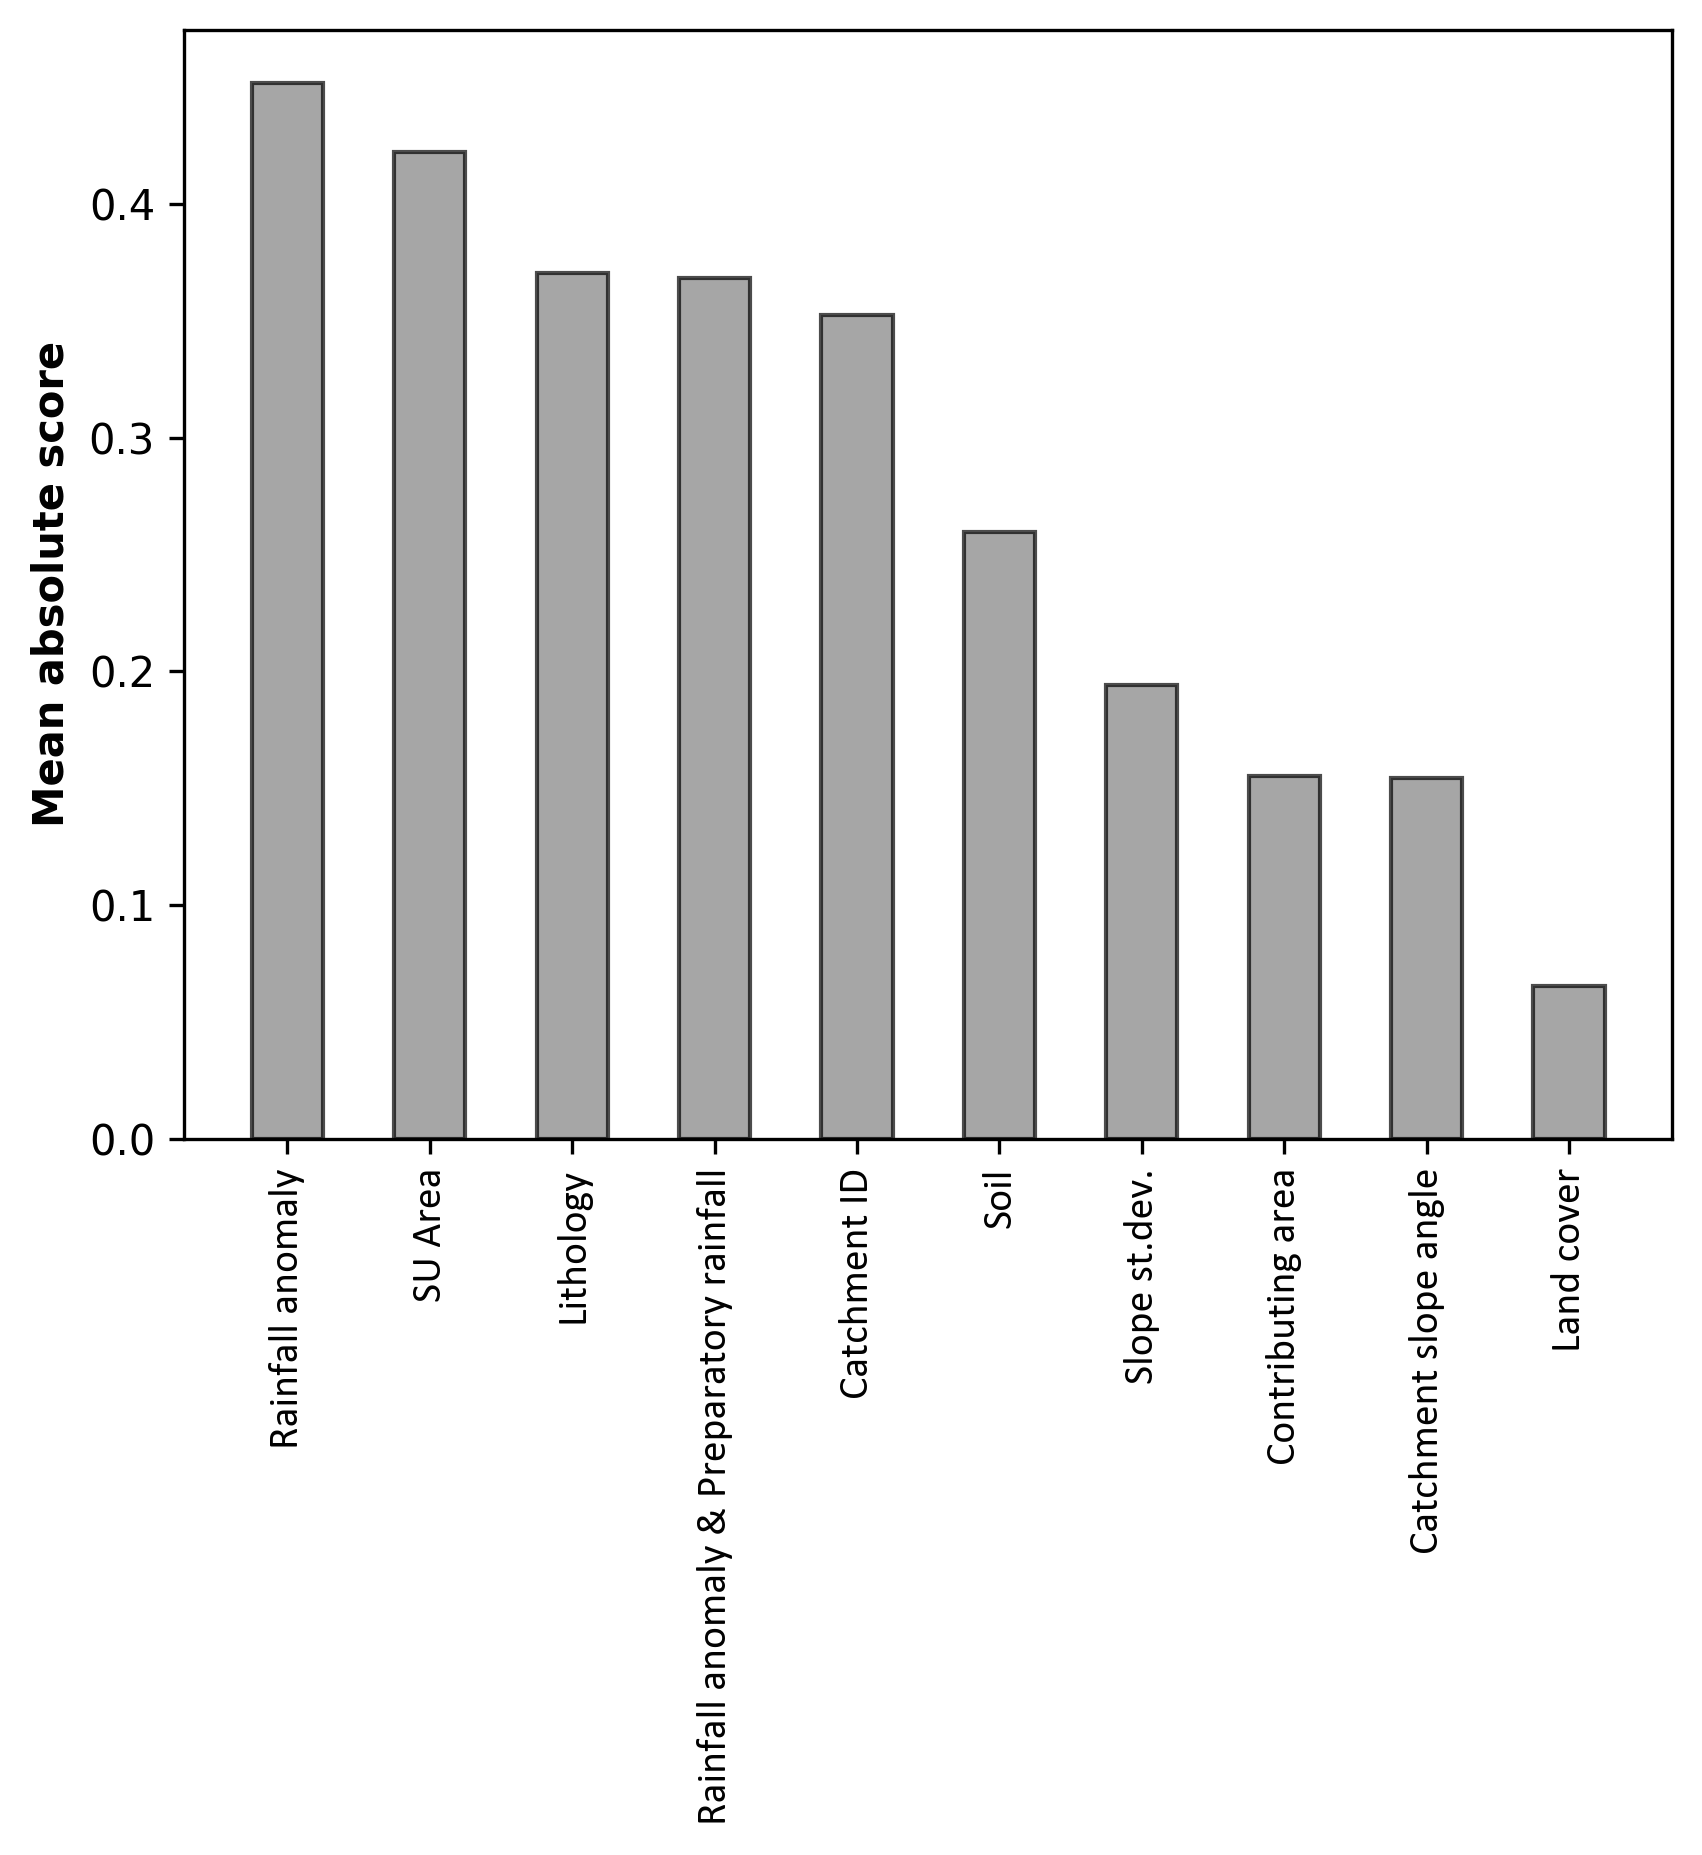 Mean absolute score
0.4
0.3
0.2
0.1
0.0
Rainfall anomaly
SU Area
Lithology
Rainfall anomaly & Preparatory rainfall
Catchment ID
Soil
Slope st.dev.
Contributing area
Catchment slope angle
Land cover